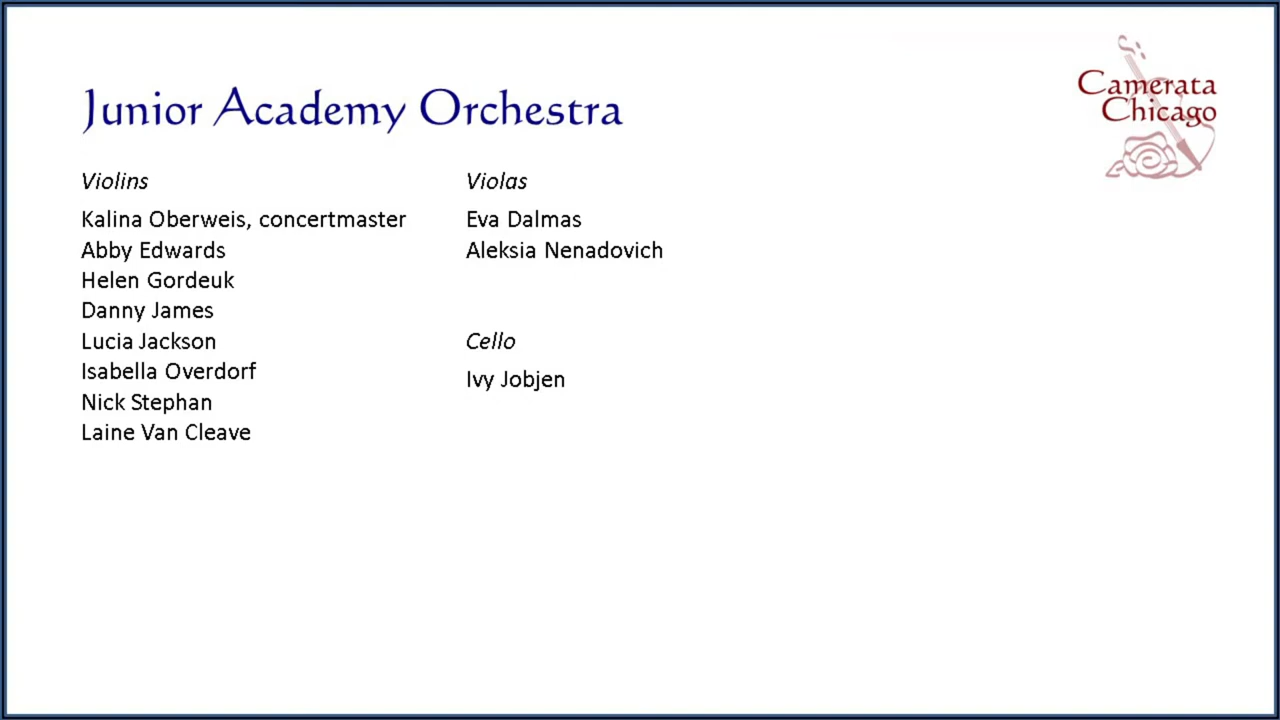 Junior Academy Orchestra
Camerata
Chicago
Violins
Kalina Oberweis, concertmaster
Abby Edwards
Helen Gordeuk
Danny James
Lucia Jackson
Isabella Overdorf
Nick Stephan
Laine Van Cleave
Violas
Eva Dalmas
Aleksia Nenadovich
Cello
Ivy Jobjen